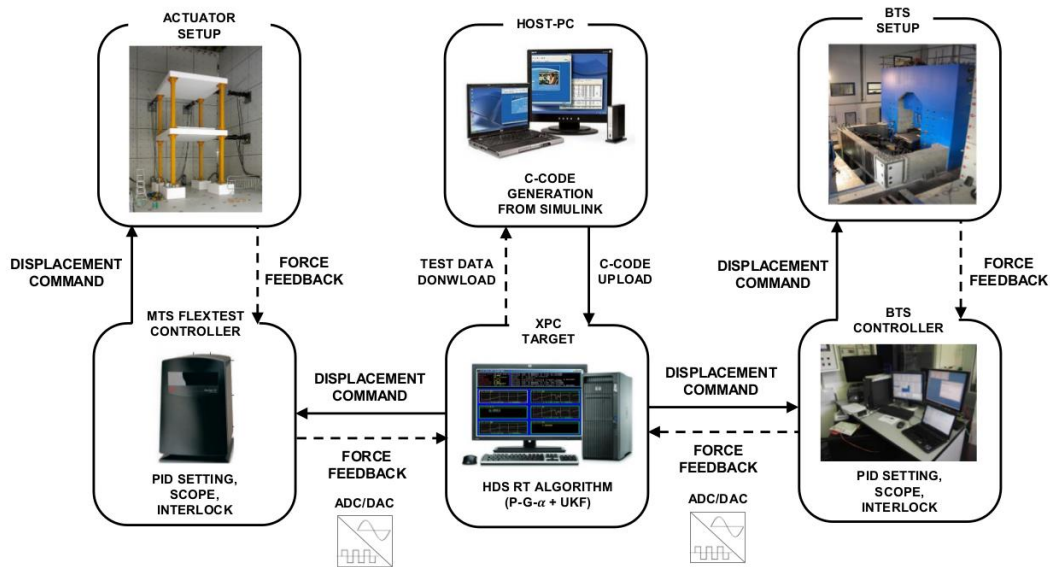 ACTUATOR
SETUP
HOST-PC
BTS
SETUP
C-CODE
GENERATION
FROM SIMULINK
DISPLACEMENT
COMMAND
FORCE
FEEDBACK
TEST DATA
DONWLOAD
C-CODE
UPLOAD
DISPLACEMENT
COMMAND
FORCE
FEEDBACK
MTS FLEXTEST
CONTROLLER
XPC
TARGET
BTS
CONTROLLER
DISPLACEMENT
COMMAND
DISPLACEMENT
COMMAND
FORCE
FEEDBACK
FORCE
FEEDBACK
PID SETTING,
SCOPE,
INTERLOCK
HDS RT ALGORITHM
(P-G-α + UKF)
PID SETTING,
SCOPE,
INTERLOCK
ADC/DAC
ADC/DAC